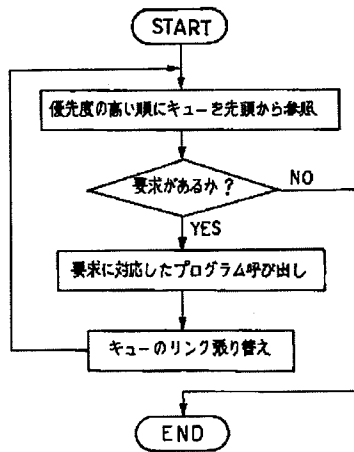 START
優先度の高い順にキューを先頭から参照
要求があるか?
NO
YES
要求に対応したプログラム呼び出し
キューのリンク張り替え
END